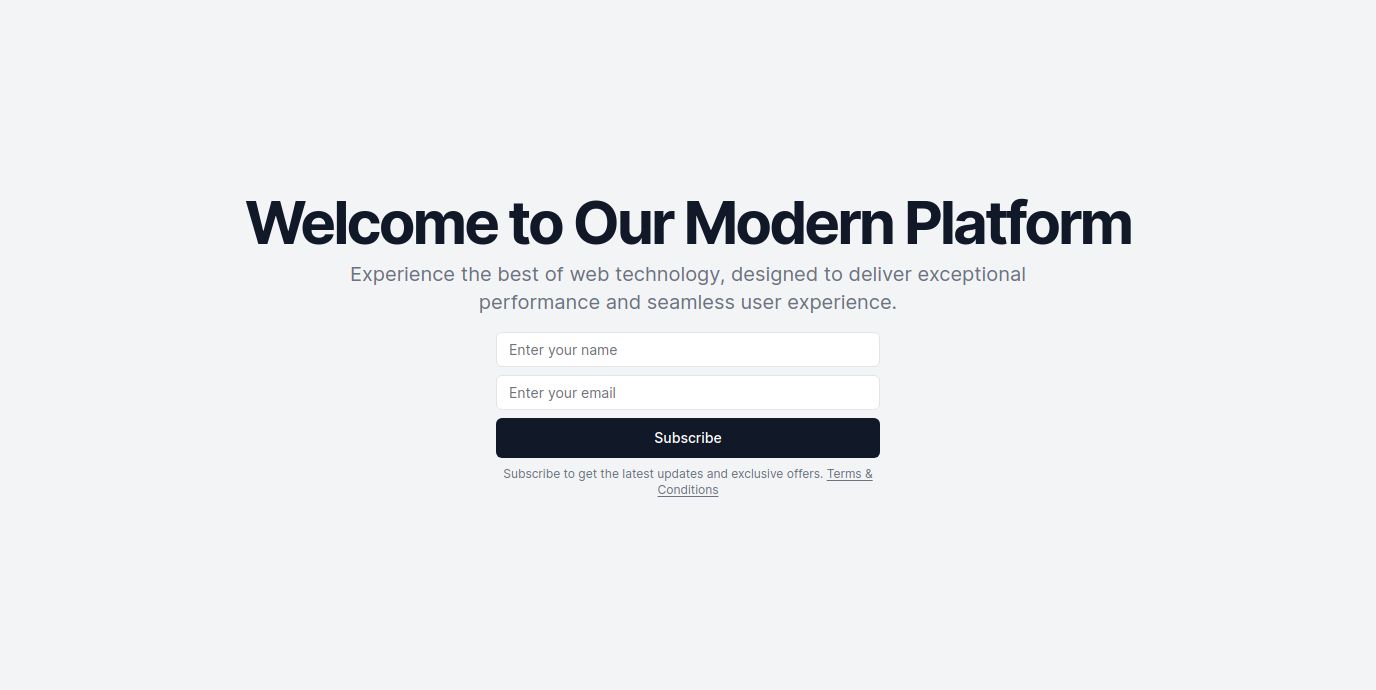 Welcome to Our Modern Platform
Experience the best of web technology, designed to deliver exceptional
performance and seamless user experience.
Enter your name
Enter your email
Subscribe
Subscribe to get the latest updates and exclusive offers. Terms &
Conditions